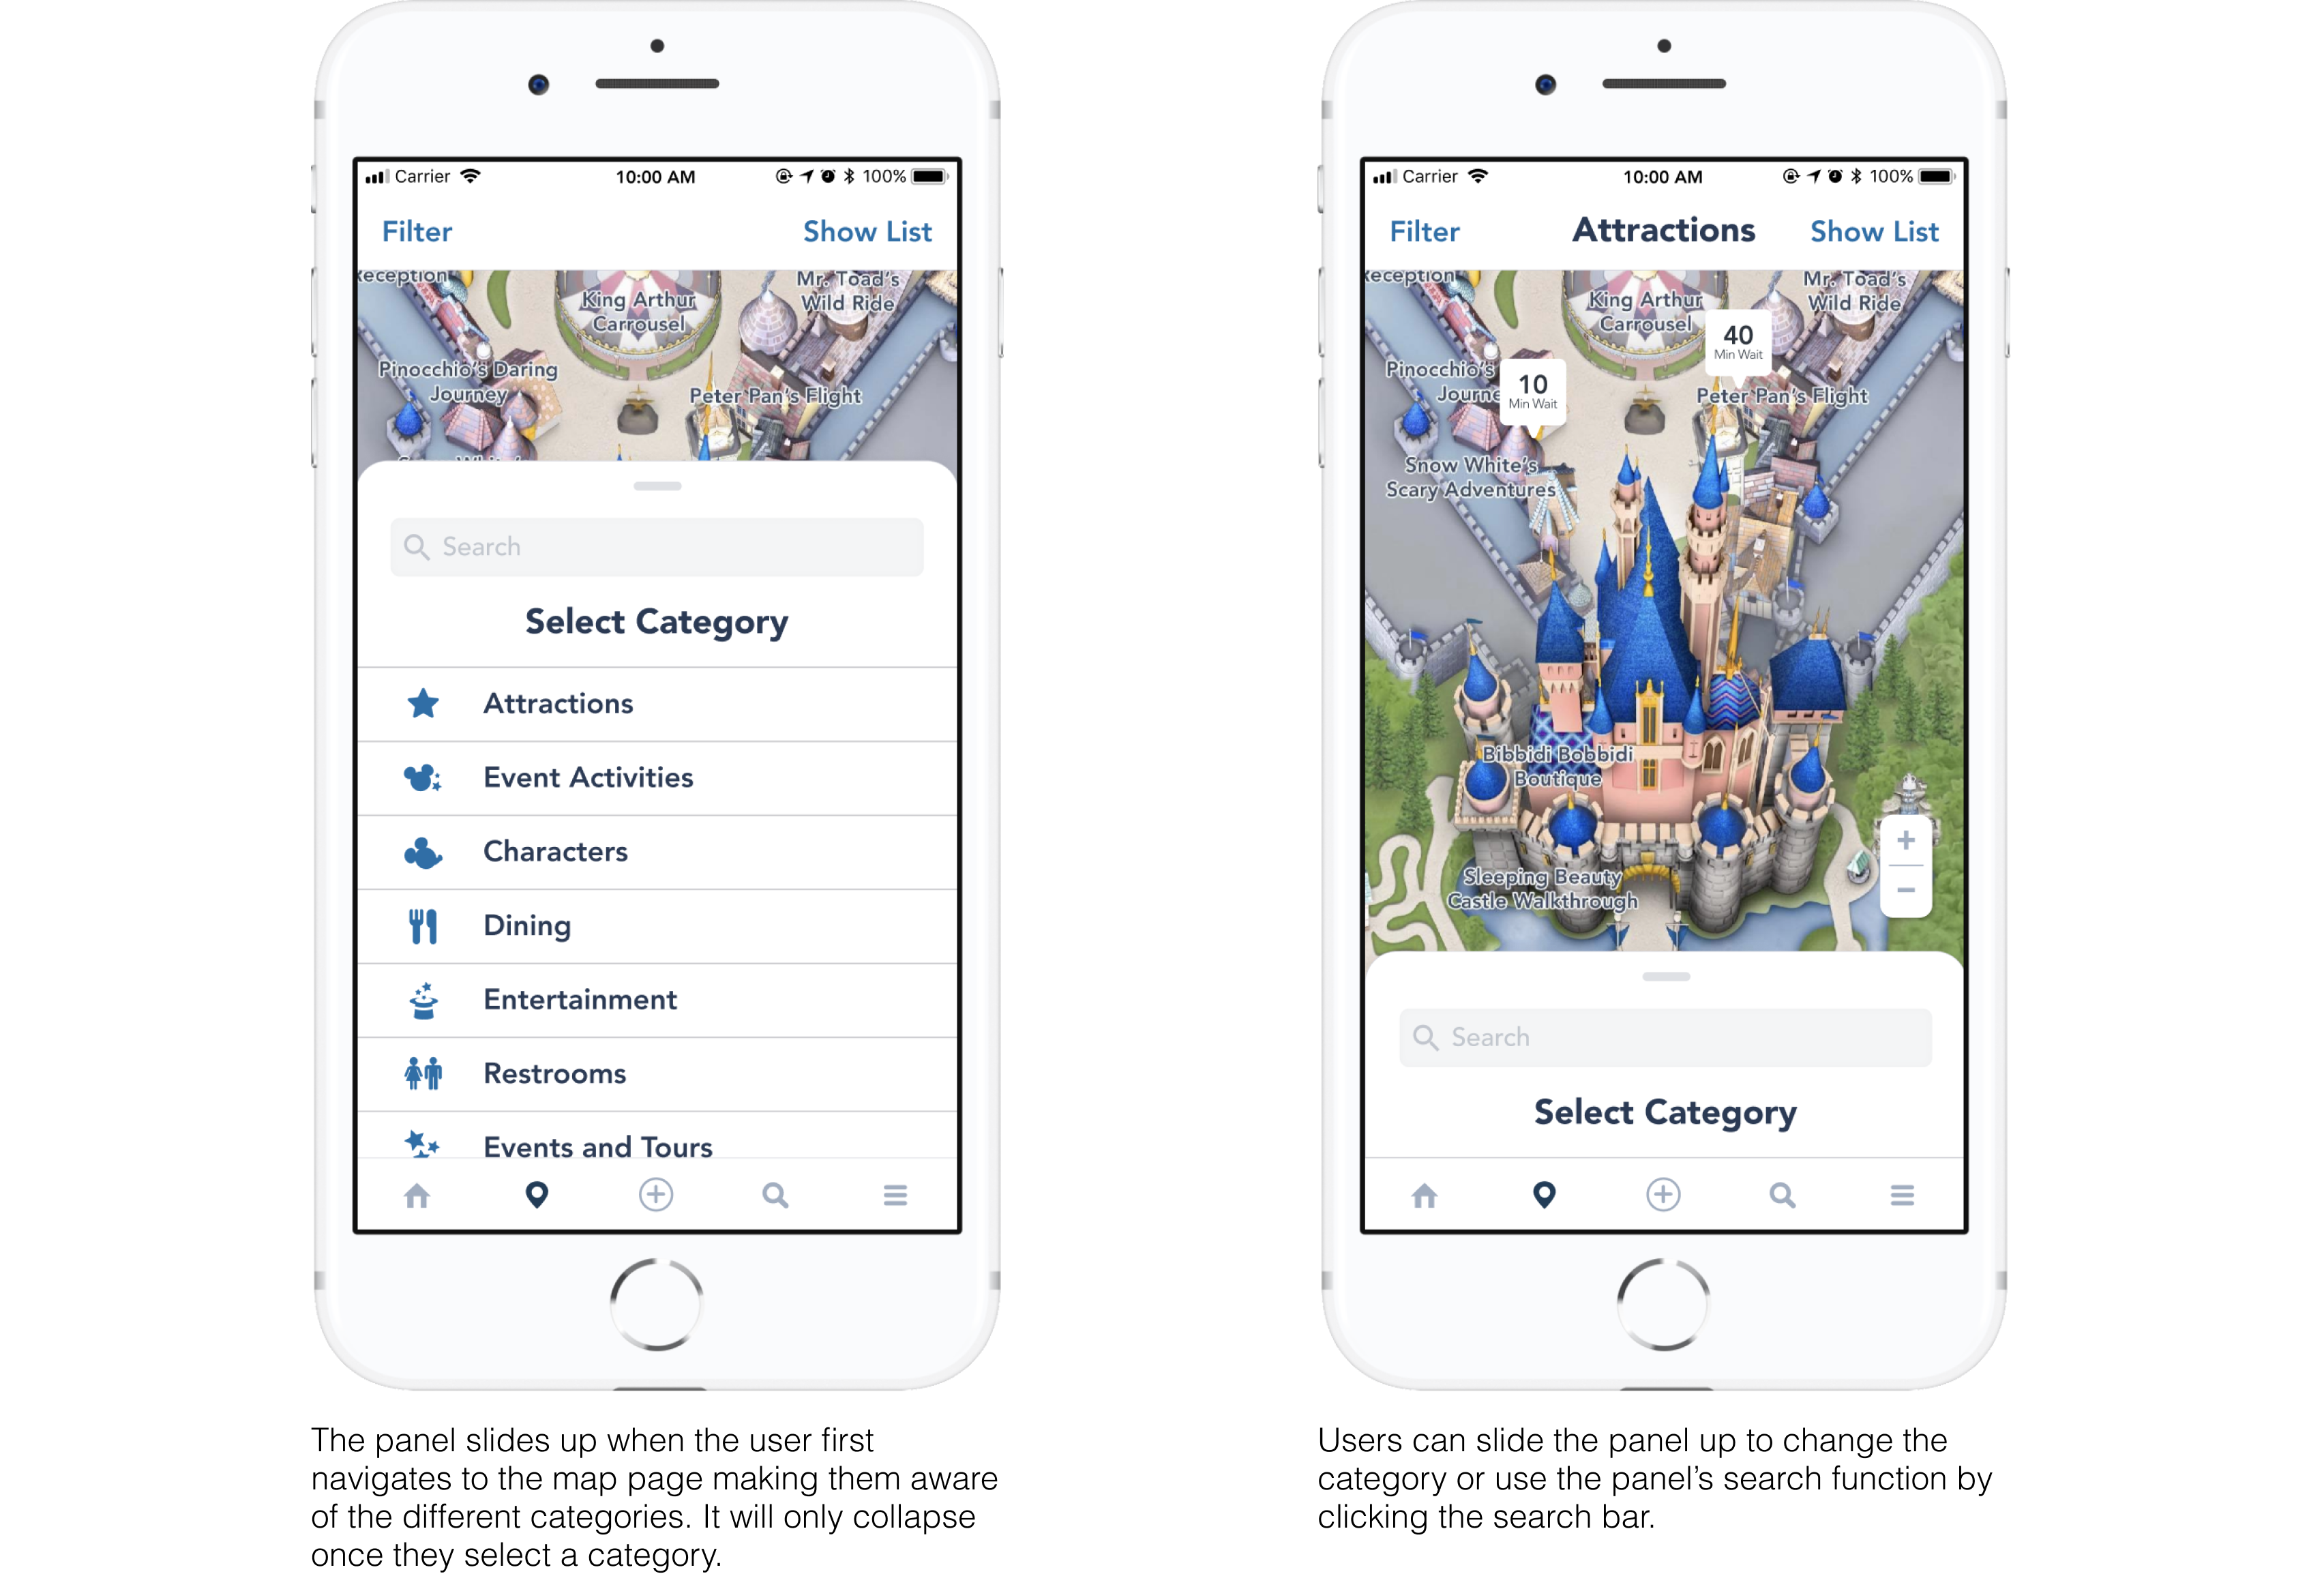 Carrier 10:00 AM 100%
Filter Show List
Reception
King Arthur
Carrousel
Mr. Toad's
Wild Ride
Pinocchio's Daring
Journey
Peter Pan's Flight
Search
Select Category
Attractions
Event Activities
Characters
Dining
Entertainment
Restrooms
Events and Tours
The panel slides up when the user first
navigates to the map page making them aware
of the different categories. It will only collapse
once they select a category.
Carrier 10:00 AM 100%
Filter Attractions Show List
Reception
King Arthur
Carrousel
Mr. Toad's
Wild Ride
40
Min Wait
Pinocchio's
Journe
10
Min Wait
Peter Pan's Flight
Snow White's
Scary Adventures
Bibbidi Bobbidi
Boutique
+
−
Sleeping Beauty
Castle Walkthrough
Search
Select Category
Users can slide the panel up to change the
category or use the panel's search function by
clicking the search bar.